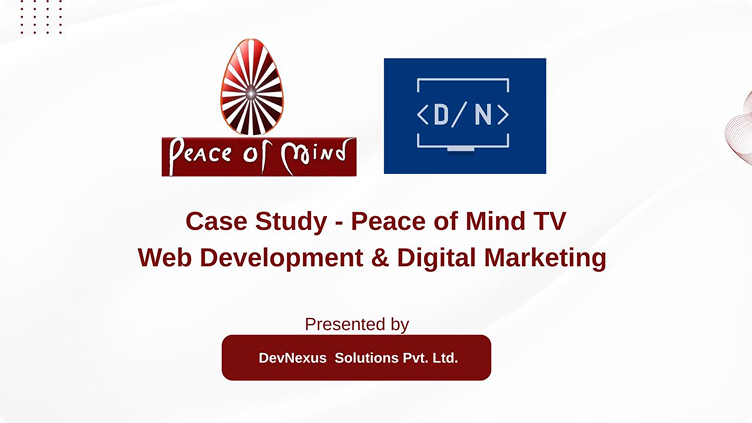 Peace of Mind
<D/N>
Case Study - Peace of Mind TV
Web Development & Digital Marketing
Presented by
DevNexus Solutions Pvt. Ltd.